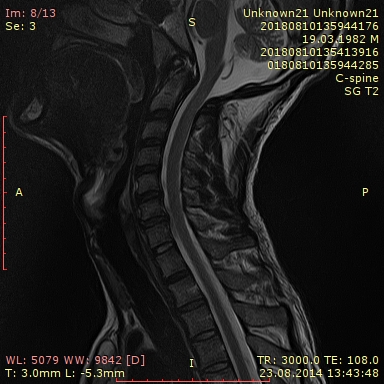 Im: 8/13
Se: 3
S
Unknown21 Unknown21
20180810135944176
19.03.1982 M
20180810135413916
0180810135944285
C-spine
SG T2
A
P
WL: 5079 WW: 9842 [D]
T: 3.0mm L: -5.3mm
I
TR: 3000.0 TE: 108.0
23.08.2014 13:43:48